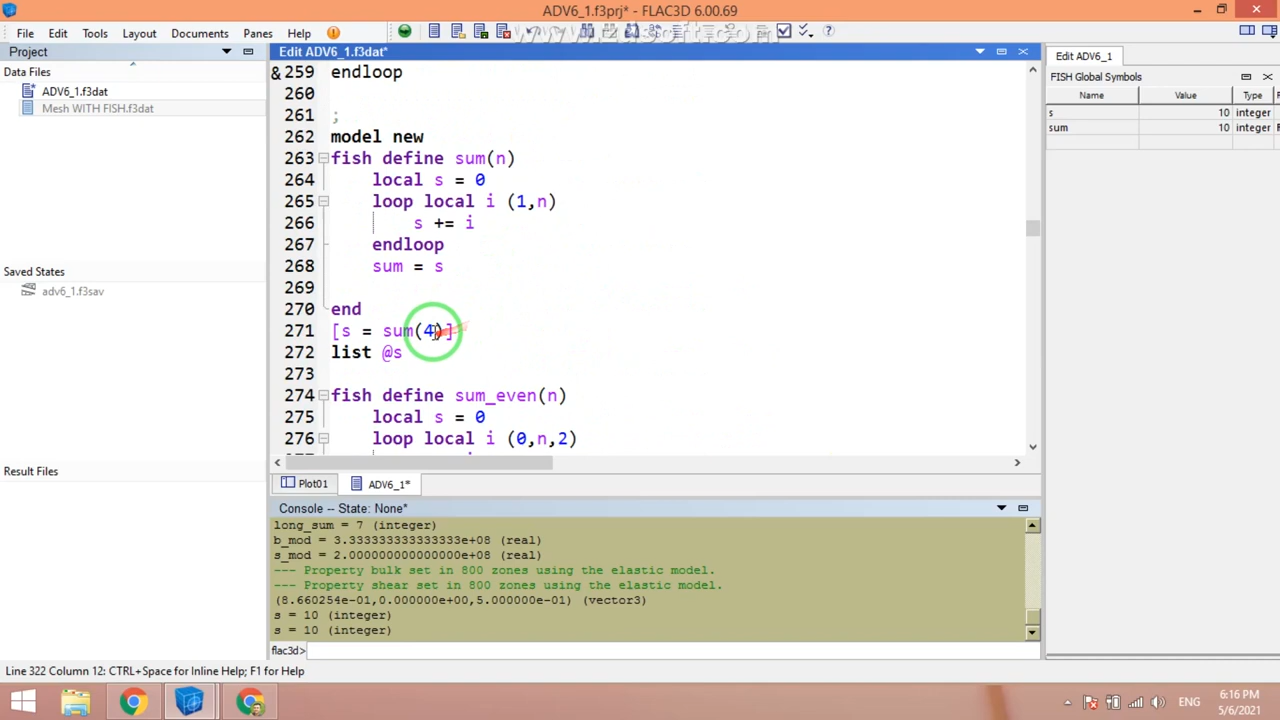 ADV6_1.f3prj* - FLAC3D 6.00.69
File Edit Tools Layout Documents Panes Help
Project
Edit ADV6_1.f3dat*
Edit ADV6_1
Data Files
ADV6_1.f3dat*
Mesh WITH FISH.f3dat
Saved States
adv6_1.f3sav
Result Files
FISH Global Symbols
Name Value Type
s 10 integer
sum 10 integer
259 endloop
260
261 ;
262 model new
263 fish define sum(n)
264 local s = 0
265 loop local i (1,n)
266 s += i
267 endloop
268 sum = s
269
270 end
271 [s = sum(4)]
272 list @s
273
274 fish define sum_even(n)
275 local s = 0
276 loop local i (0,n,2)
Plot01 ADV6_1*
Console -- State: None*
long_sum = 7 (integer)
b_mod = 3.333333333333333e+08 (real)
s_mod = 2.000000000000000e+08 (real)
--- Property bulk set in 800 zones using the elastic model.
--- Property shear set in 800 zones using the elastic model.
(8.660254e-01,0.000000e+00,5.000000e-01) (vector3)
s = 10 (integer)
s = 10 (integer)
flac3d>
Line 322 Column 12: CTRL+Space for Inline Help; F1 for Help
ENG
6:16 PM
5/6/2021